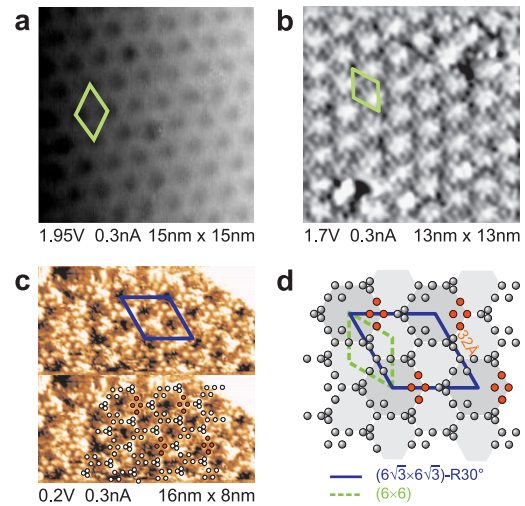 a
b
1.95V 0.3nA 15nm x 15nm
1.7V 0.3nA 13nm x 13nm
c
d
32Å
0.2V 0.3nA 16nm x 8nm
(6√3×6√3)-R30°
(6×6)